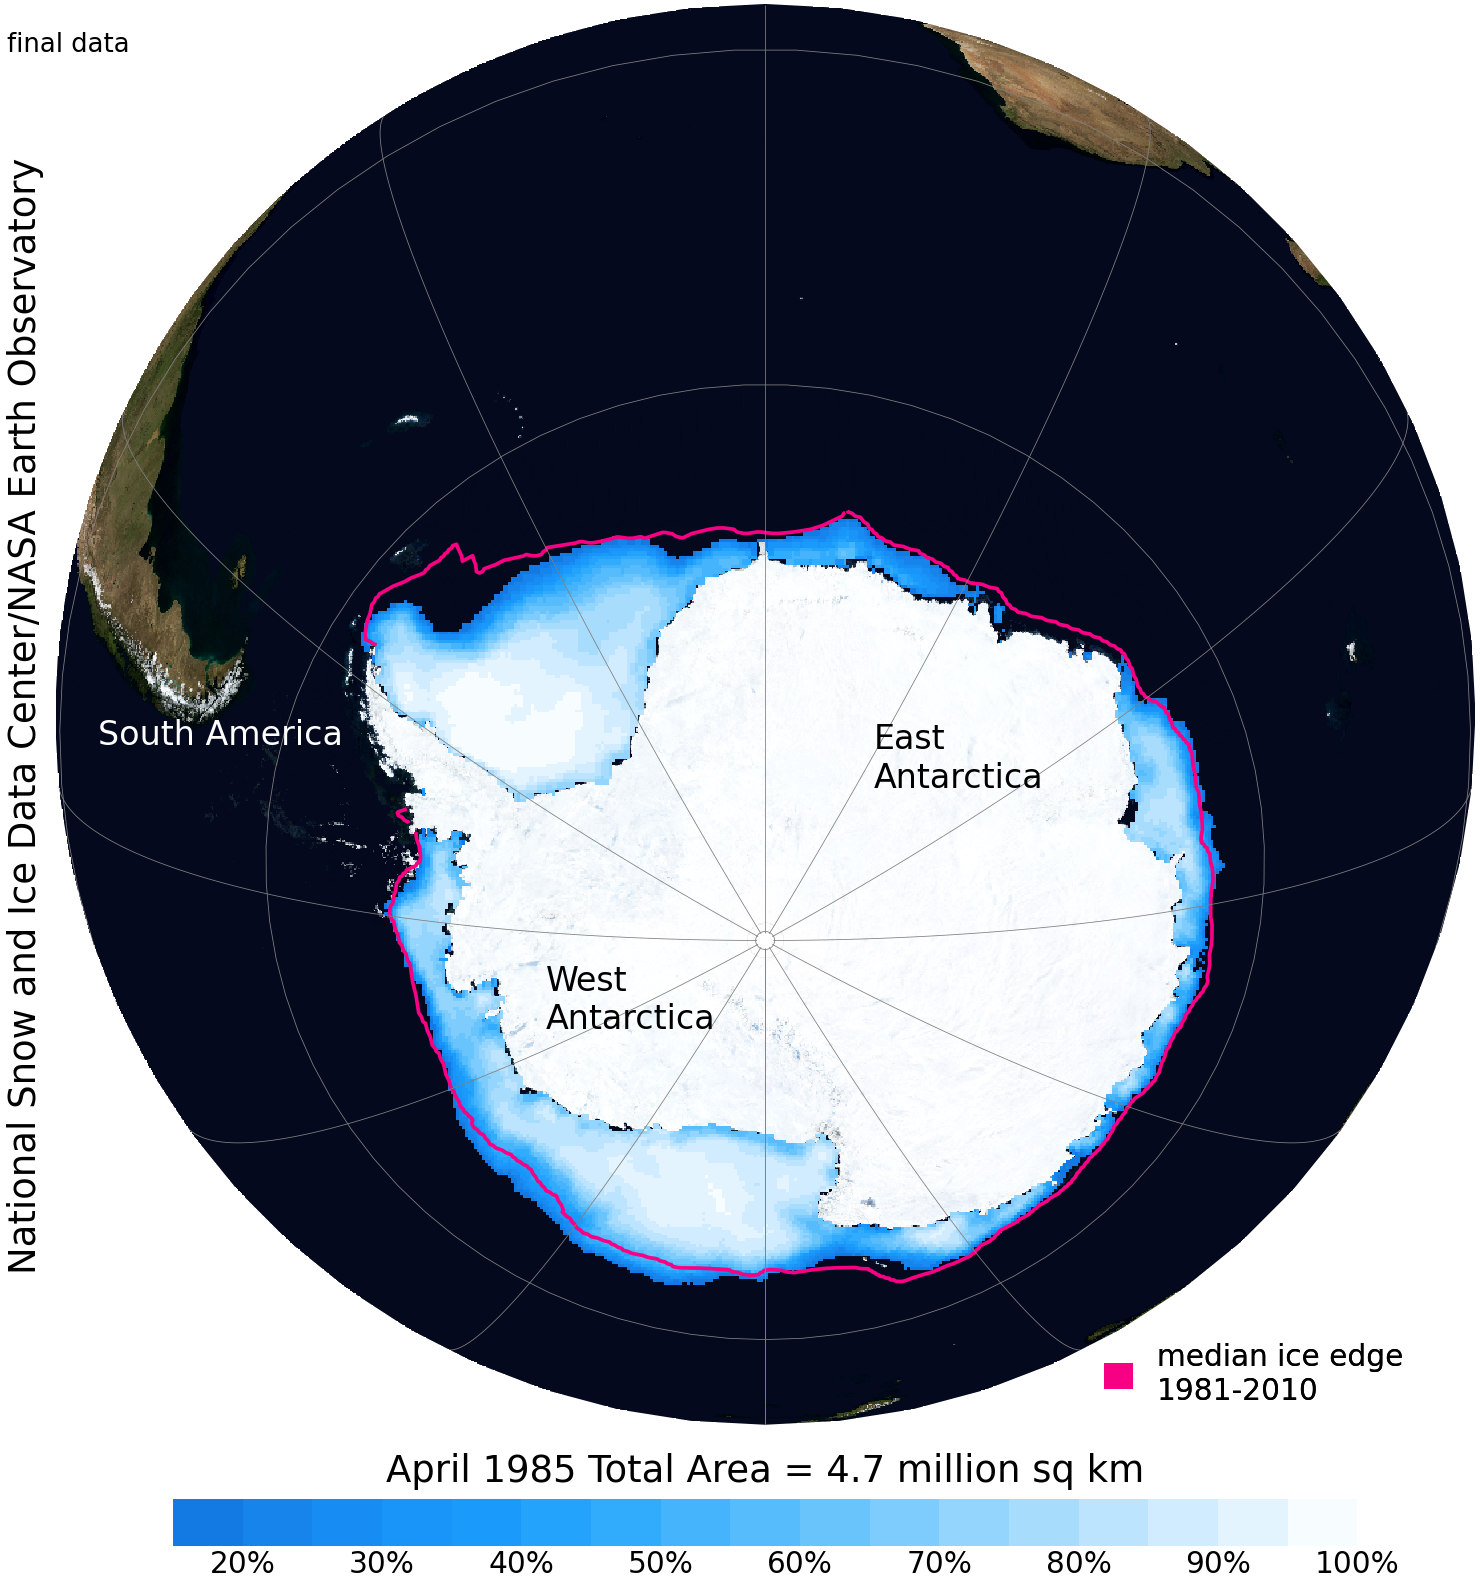 final data
National Snow and Ice Data Center/NASA Earth Observatory
South America
East
Antarctica
West
Antarctica
median ice edge
1981-2010
April 1985 Total Area = 4.7 million sq km
20% 30% 40% 50% 60% 70% 80% 90% 100%